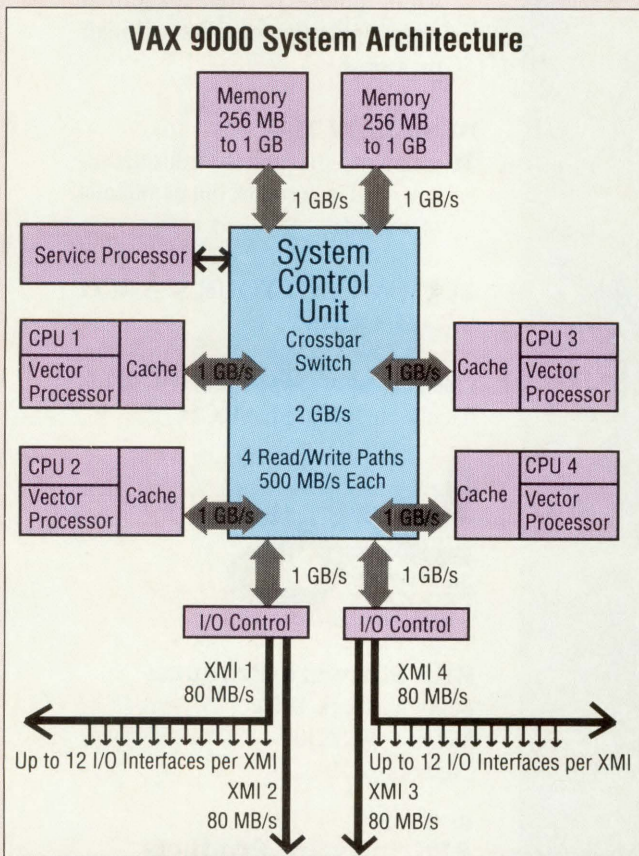 VAX 9000 System Architecture
Memory
256 MB
to 1 GB
Memory
256 MB
to 1 GB
1 GB/s
1 GB/s
Service Processor
System
Control
Unit
Crossbar
Switch
2 GB/s
4 Read/Write Paths
500 MB/s Each
CPU 1
Vector
Processor
Cache
1 GB/s
1 GB/s
Cache
CPU 3
Vector
Processor
CPU 2
Vector
Processor
Cache
1 GB/s
1 GB/s
Cache
CPU 4
Vector
Processor
1 GB/s
1 GB/s
I/O Control
I/O Control
XMI 1
80 MB/s
XMI 4
80 MB/s
Up to 12 I/O Interfaces per XMI
Up to 12 I/O Interfaces per XMI
XMI 2
80 MB/s
XMI 3
80 MB/s